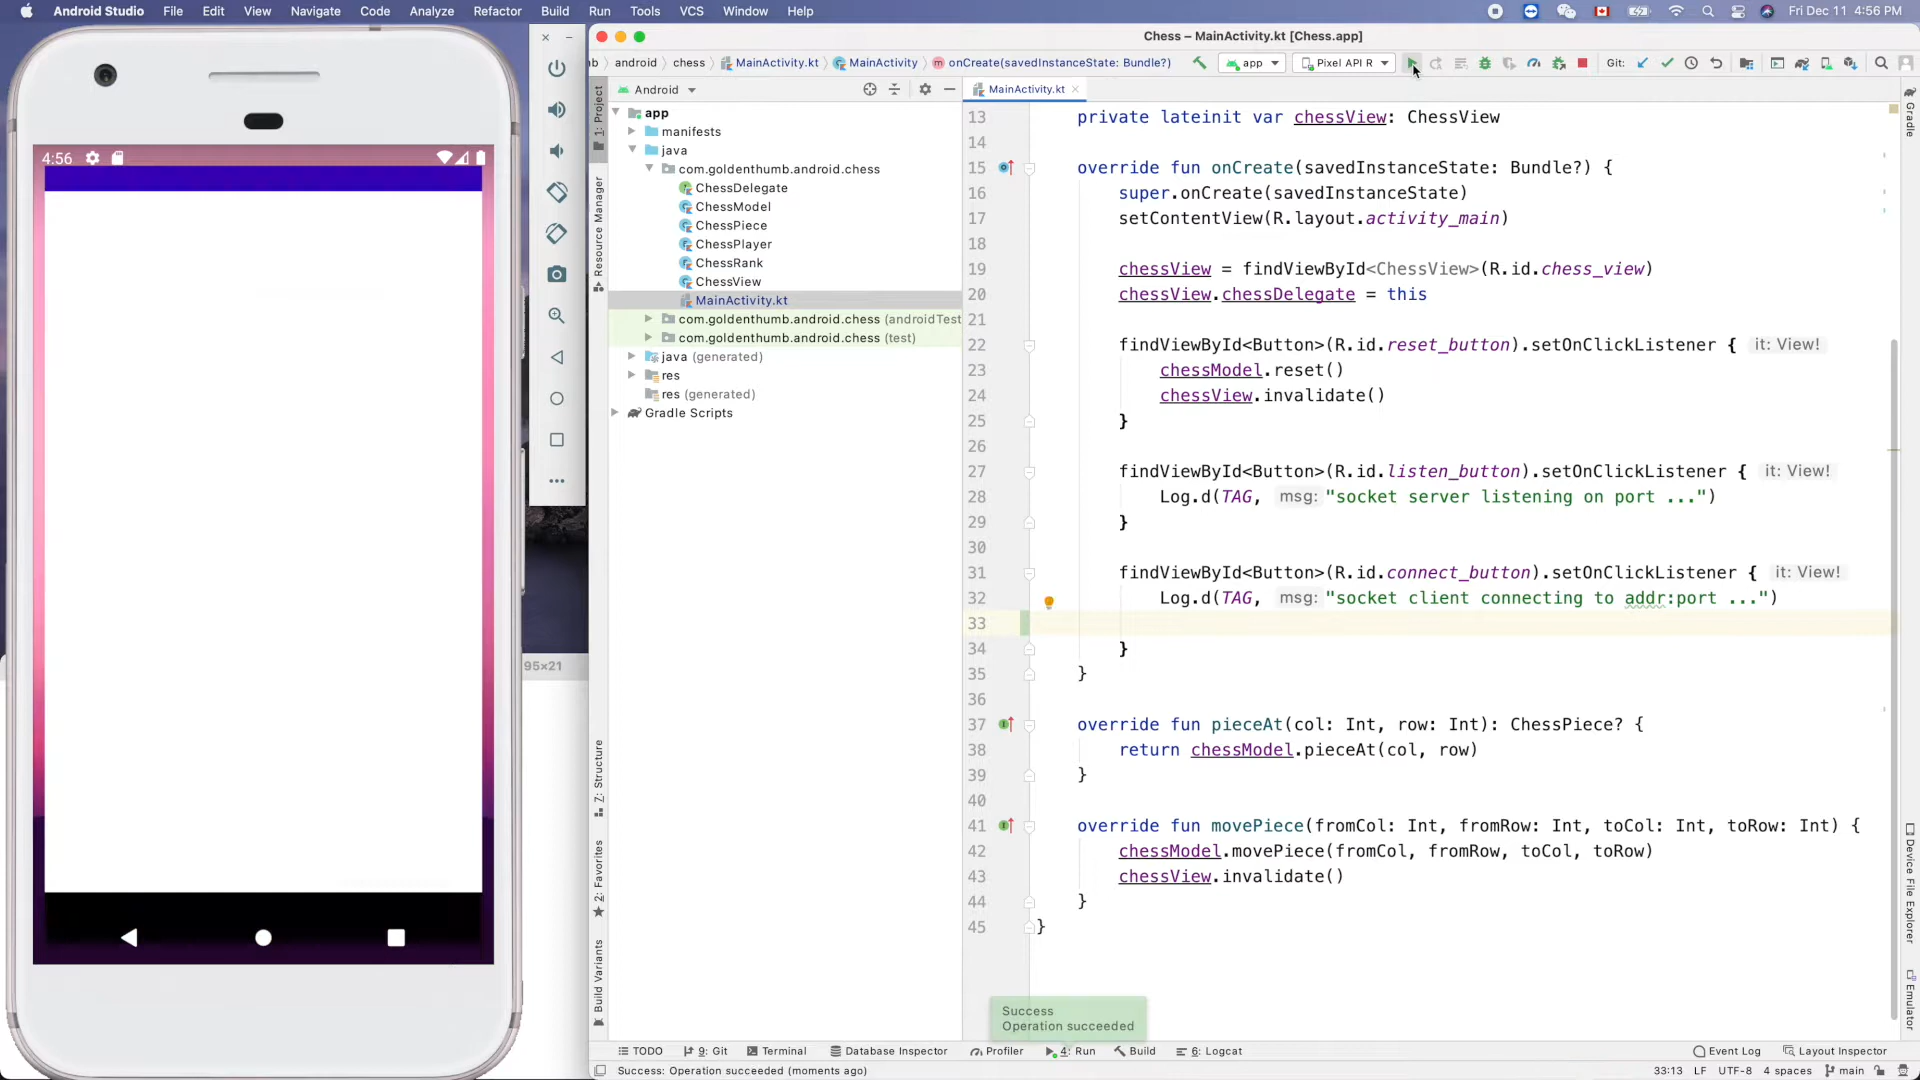 Android Studio File Edit View Navigate Code Analyze Refactor Build Run Tools VCS Window Help Fri Dec 11 4:56 PM
Chess – MainActivity.kt [Chess.app]
android chess MainActivity.kt MainActivity onCreate(savedInstanceState: Bundle?) app Pixel API R Git:
4:56
95×21
1: Project
Resource Manager
Z: Structure
2: Favorites
Build Variants
Android
app
manifests
java
com.goldenthumb.android.chess
ChessDelegate
ChessModel
ChessPiece
ChessPlayer
ChessRank
ChessView
MainActivity.kt
com.goldenthumb.android.chess (androidTest
com.goldenthumb.android.chess (test)
java (generated)
res
res (generated)
Gradle Scripts
MainActivity.kt
13 private lateinit var chessView: ChessView
14
15 override fun onCreate(savedInstanceState: Bundle?) {
16 super.onCreate(savedInstanceState)
17 setContentView(R.layout.activity_main)
18
19 chessView = findViewById<ChessView>(R.id.chess_view)
20 chessView.chessDelegate = this
21
22 findViewById<Button>(R.id.reset_button).setOnClickListener { it: View!
23 chessModel.reset()
24 chessView.invalidate()
25 }
26
27 findViewById<Button>(R.id.listen_button).setOnClickListener { it: View!
28 Log.d(TAG, msg: "socket server listening on port ...")
29 }
30
31 findViewById<Button>(R.id.connect_button).setOnClickListener { it: View!
32 Log.d(TAG, msg: "socket client connecting to addr:port ...")
33
34 }
35 }
36
37 override fun pieceAt(col: Int, row: Int): ChessPiece? {
38 return chessModel.pieceAt(col, row)
39 }
40
41 override fun movePiece(fromCol: Int, fromRow: Int, toCol: Int, toRow: Int) {
42 chessModel.movePiece(fromCol, fromRow, toCol, toRow)
43 chessView.invalidate()
44 }
45 }
Gradle
Device File Explorer
Emulator
Success
Operation succeeded
TODO 9: Git Terminal Database Inspector Profiler 4: Run Build 6: Logcat Event Log Layout Inspector
Success: Operation succeeded (moments ago) 33:13 LF UTF-8 4 spaces main